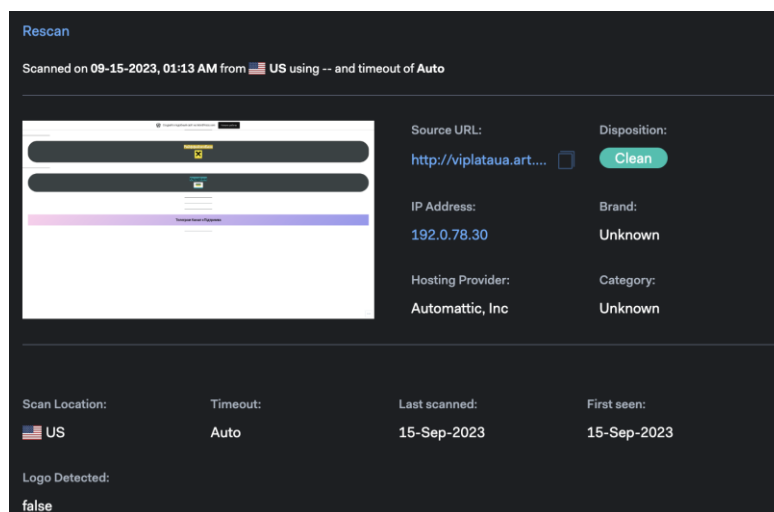 Rescan
Scanned on 09-15-2023, 01:13 AM from US using -- and timeout of Auto
Source URL:
Disposition:
http://viplataua.art....
Clean
IP Address:
Brand:
192.0.78.30
Unknown
Hosting Provider:
Category:
Automattic, Inc
Unknown
Scan Location:
Timeout:
Last scanned:
First seen:
US
Auto
15-Sep-2023
15-Sep-2023
Logo Detected:
false